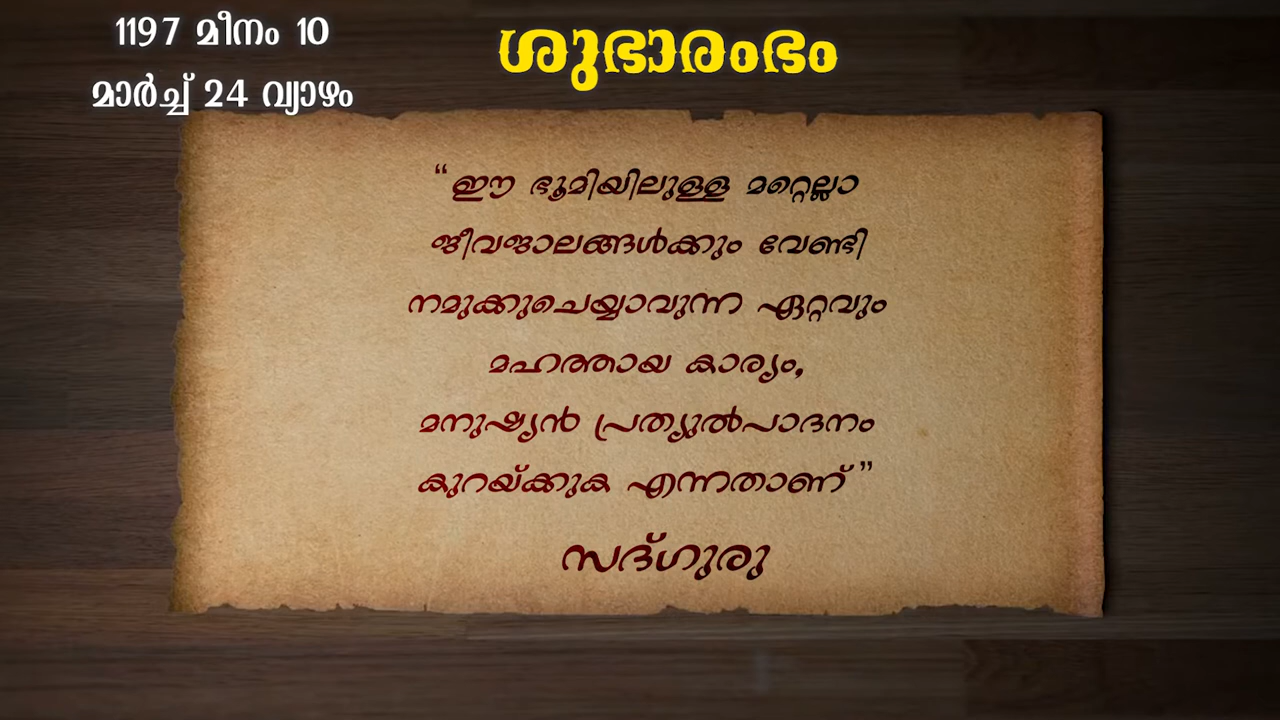 1197 മീനം 10
മാർച്ച് 24 വ്യാഴം
ശുഭാരംഭം
“ഈ ഭൂമിയിലുള്ള മറ്റെല്ലാ
ജീവജാലങ്ങൾക്കും വേണ്ടി
നമുക്കുചെയ്യാവുന്ന ഏറ്റവും
മഹത്തായ കാര്യം,
മനുഷ്യൻ പ്രത്യുൽപാദനം
കുറയ്ക്കുക എന്നതാണ്”
സദ്ഗുരു